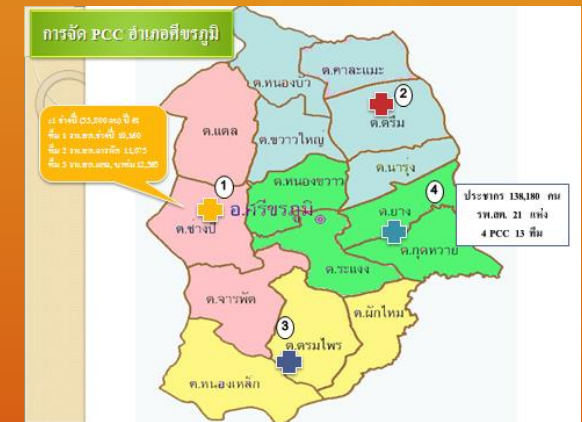 การจัด PCC อำเภอศีขรภูมิ
ต.หนองบัว
ต.คาละแมะ
2
ต.แตล
ต.ขวาวใหญ่
ต.ตรึม
ต.นารุ่ง
1
ต.หนองขวาว
4
อ.ศรีขรภูมิ
ต.ยาง
ต.ช่างปี่
ต.กุดหวาย
ต.ระแงง
ประชากร 138,180 คน
รพ.สต. 21 แห่ง
4 PCC 13 ทีม
ต.จารพัต
ต.ผักไหม
3
ต.ตรมไพร
ต.หนองเหล็ก